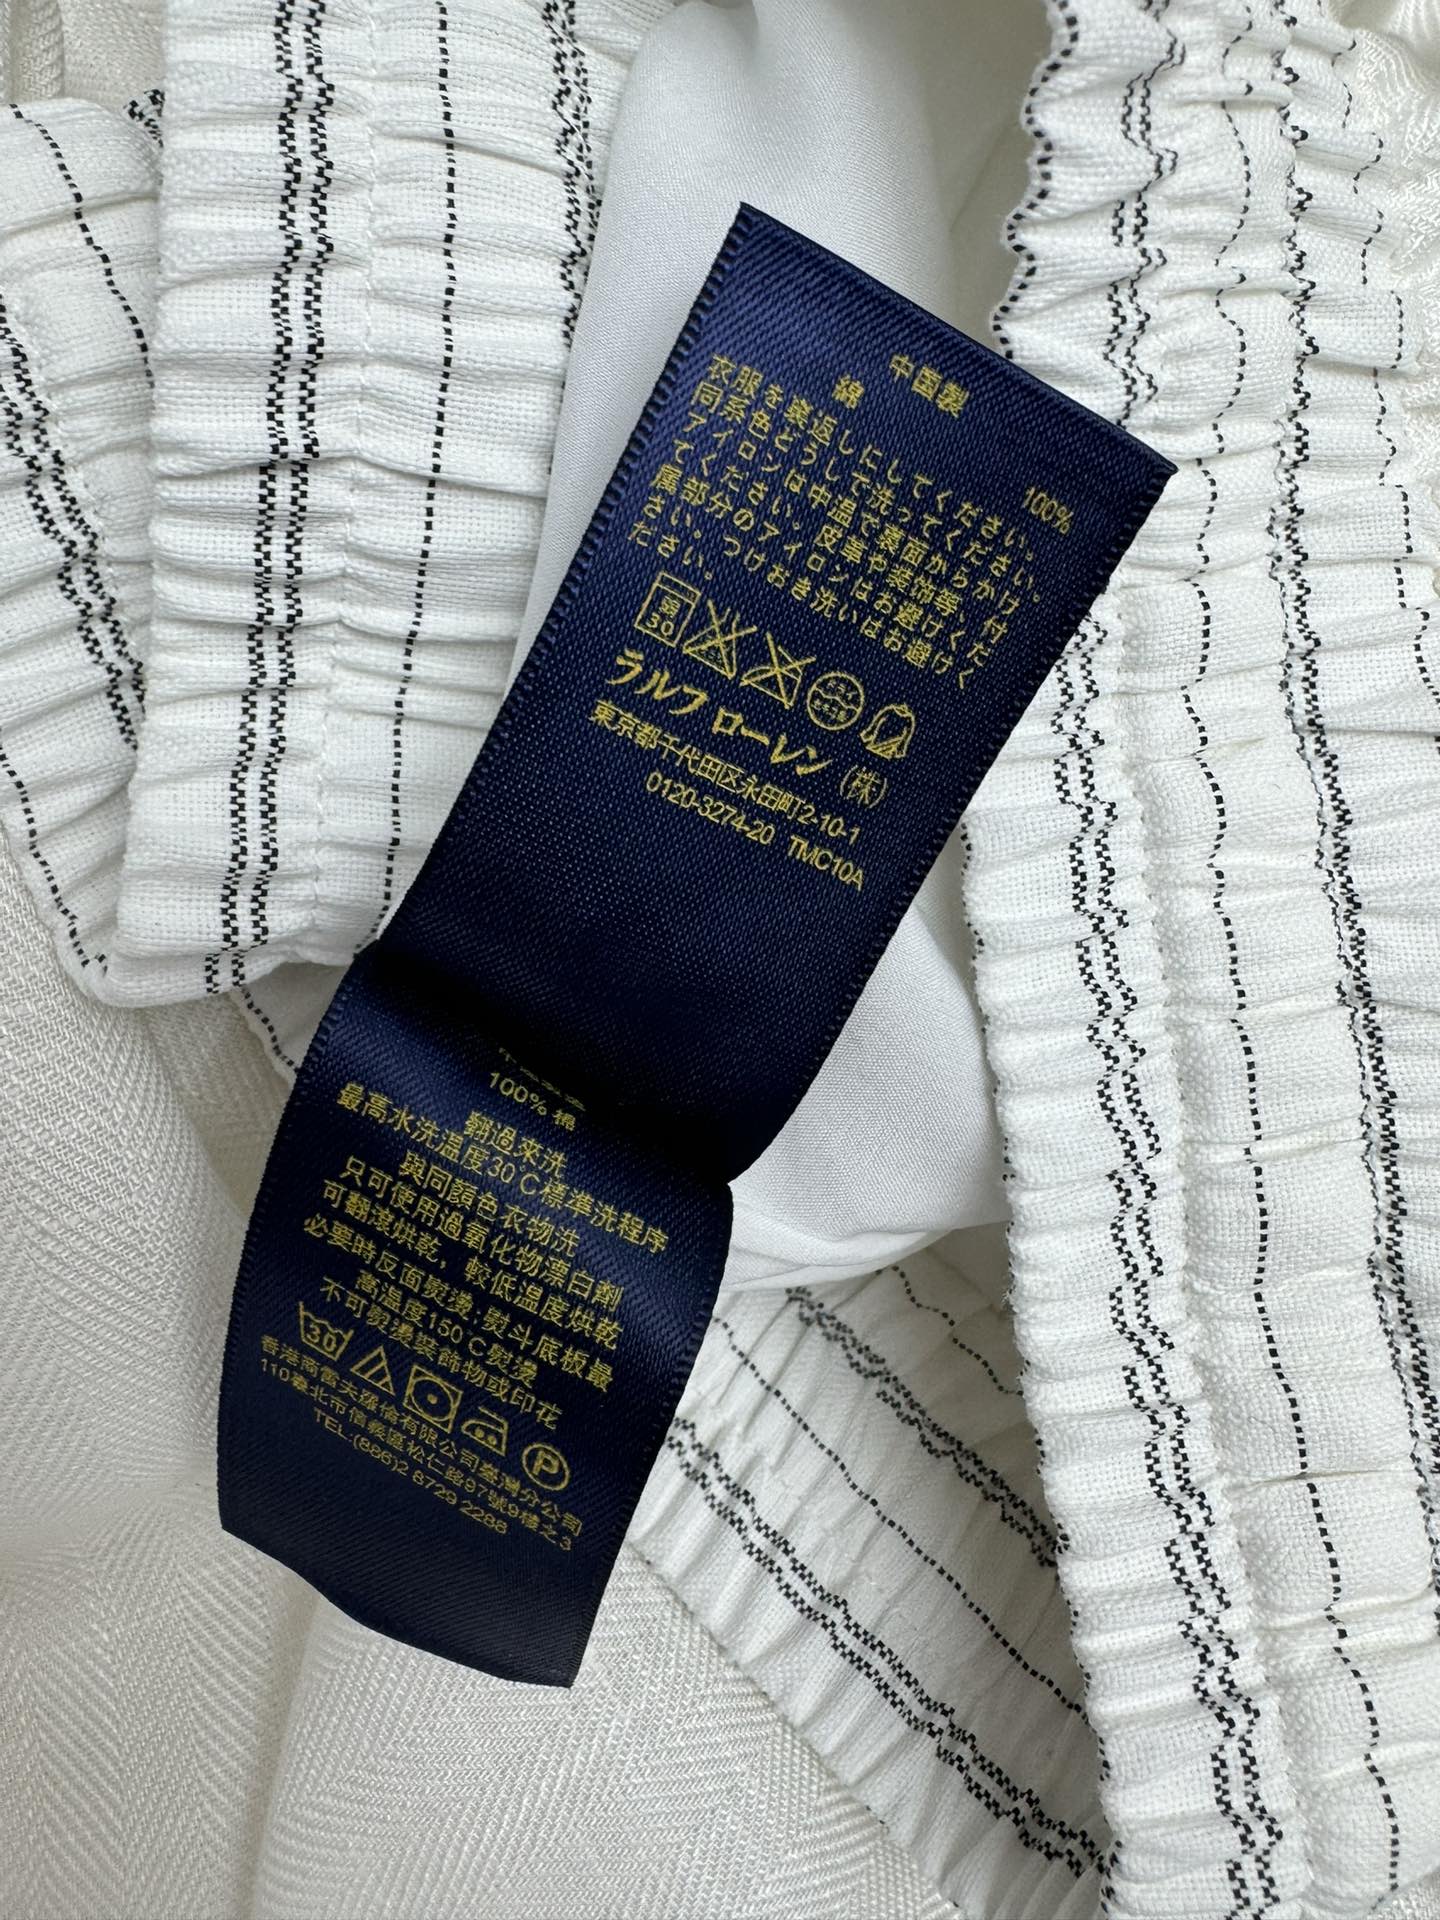 中国製
綿 100%
衣服を裏返しにしてください。
同系色どうしで洗ってください。
アイロンは中温で裏面からかけ
てください。皮革や装飾等、付
属部分のアイロンはお避けくだ
さい。つけおき洗いはお避けく
ださい。
弱 30
ラルフ ローレン (株)
東京都千代田区永田町2-10-1
0120-3274-20 TMC10A
100% 棉
翻過來洗
最高水洗温度30°C標準洗程序
與同顏色衣物洗
只可使用過氧化物漂白劑
可翻滾烘乾，較低温度烘乾
必要時反面熨燙;熨斗底板最
高温度150°C熨燙
不可熨燙裝飾物或印花
30 P
香港商雷夫羅倫有限公司臺灣分公司
110臺北市信義區松仁路97號9樓之3
TEL:(886)2 8729 2288